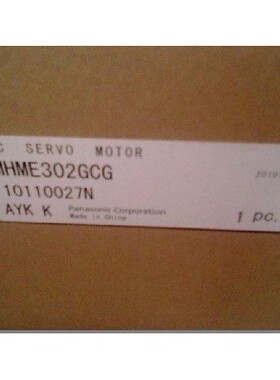 C SERVO MOTOR
MHME302GCG
10110027N
AYK K Panasonic Corporation
Made in China
1 pc.